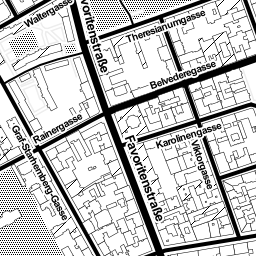 Waltergasse
Favoritenstraße
Theresianumgasse
Belvederegasse
Rainergasse
Graf-Starhemberg-Gasse
Favoritenstraße
Karolinengasse
Viktorgasse